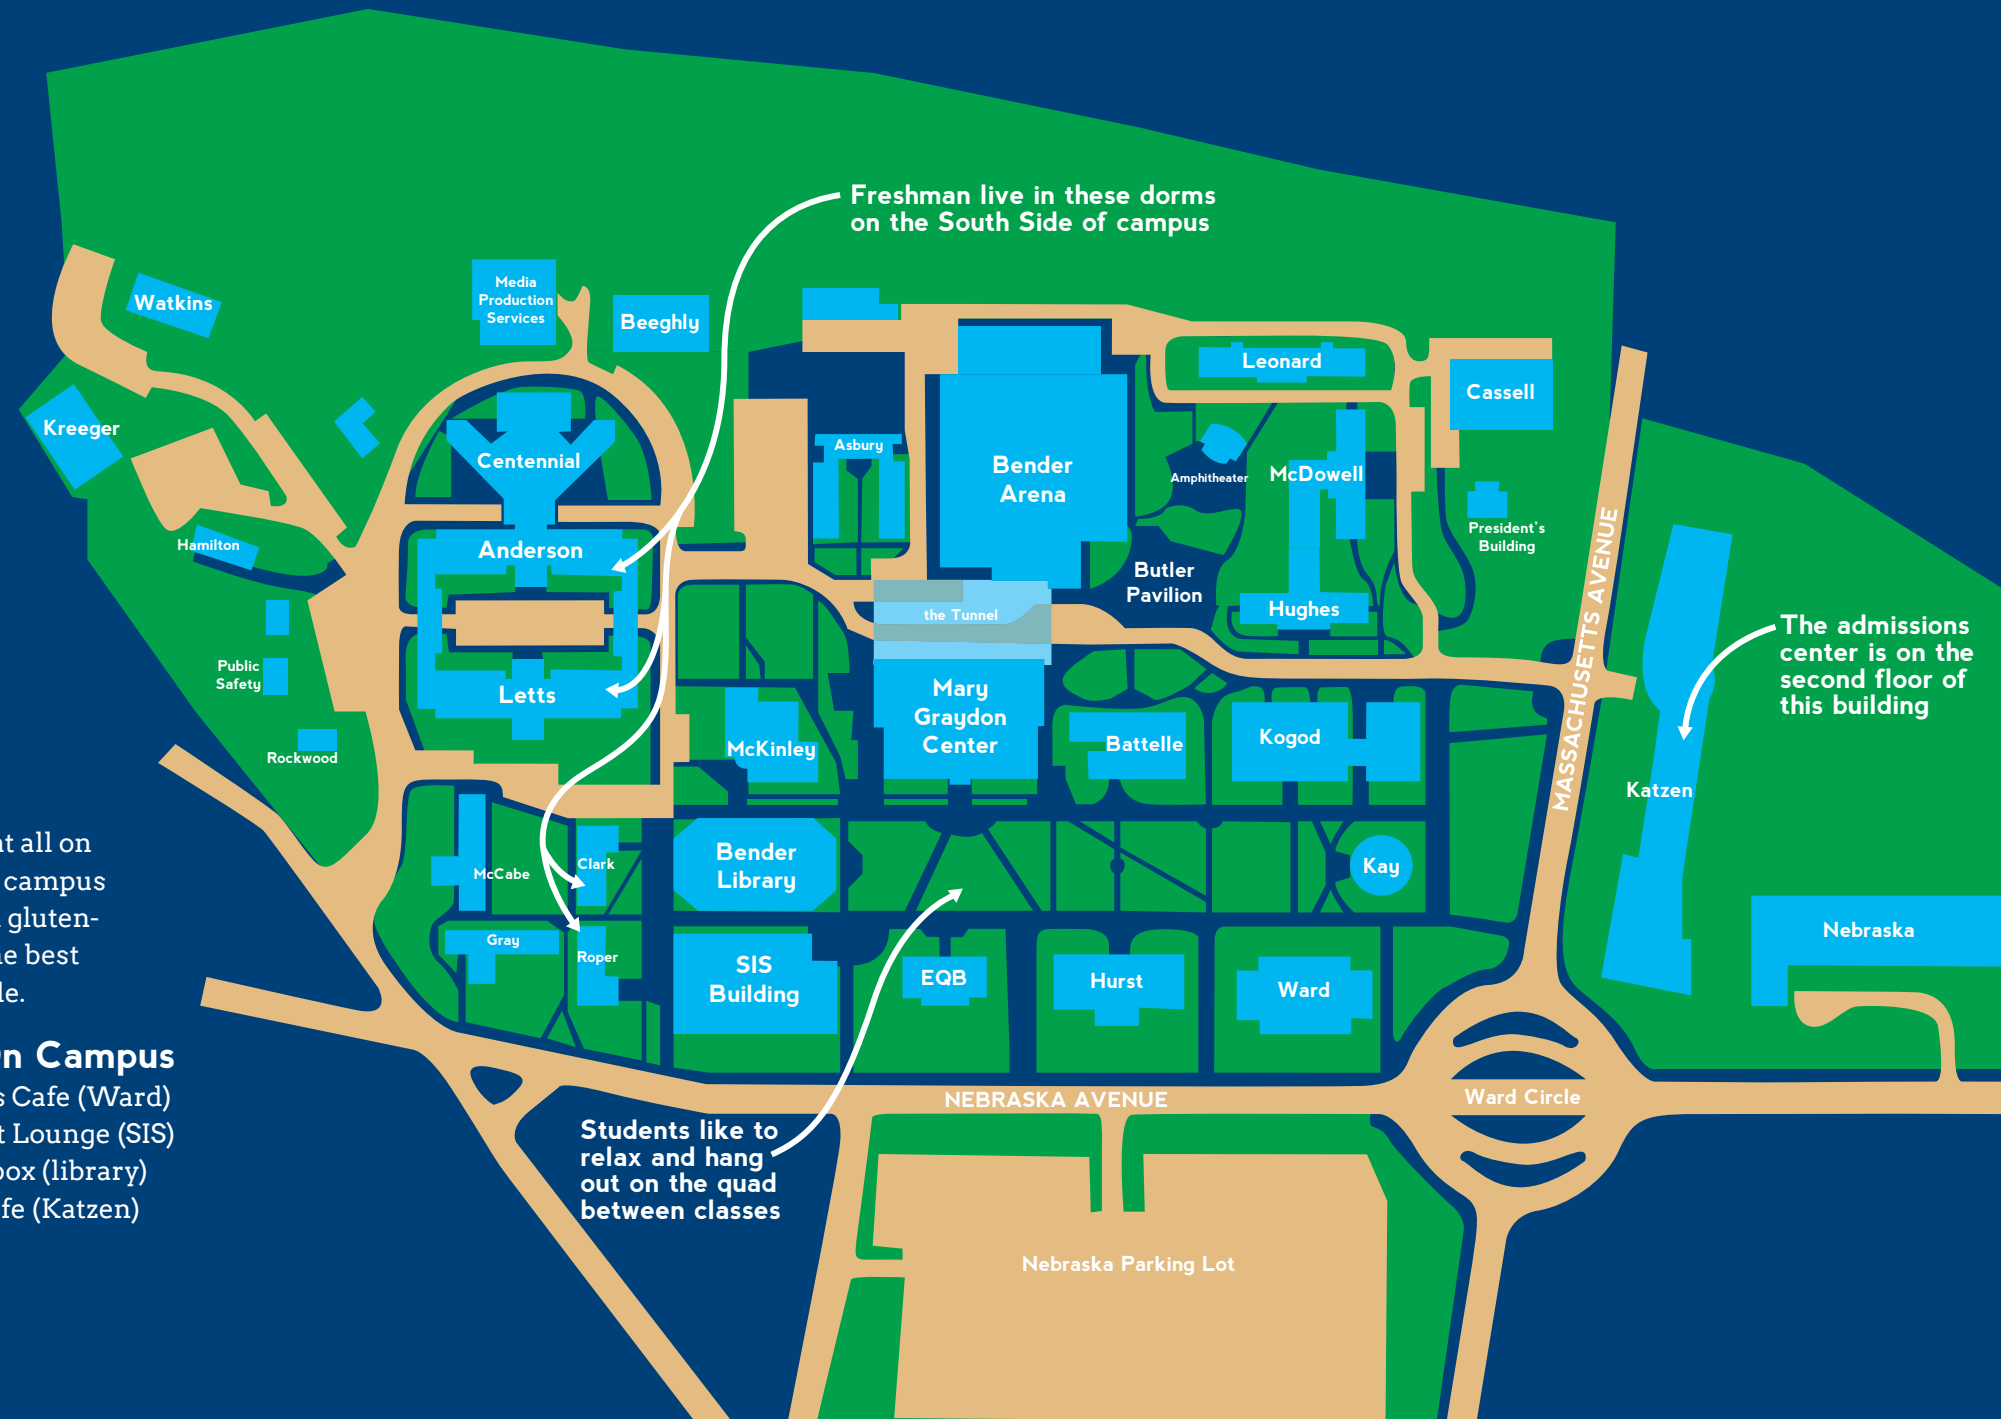 Freshman live in these dorms
on the South Side of campus
Media
Production
Services
Watkins
Beeghly
Leonard
Cassell
Kreeger
Asbury
Centennial
Bender
Arena
Amphitheater
McDowell
President's
Building
Hamilton
Anderson
Butler
Pavilion
the Tunnel
Hughes
MASSACHUSETTS AVENUE
The admissions
center is on the
second floor of
this building
Public
Safety
Letts
Mary
Graydon
Center
McKinley
Battelle
Kogod
Rockwood
Katzen
Bender
Library
Clark
McCabe
Kay
Gray
Roper
SIS
Building
EQB
Hurst
Ward
Nebraska
NEBRASKA AVENUE
Ward Circle
Students like to
relax and hang
out on the quad
between classes
Nebraska Parking Lot
all on
campus
gluten-
best
Campus
Cafe (Ward)
Lounge (SIS)
(library)
(Katzen)